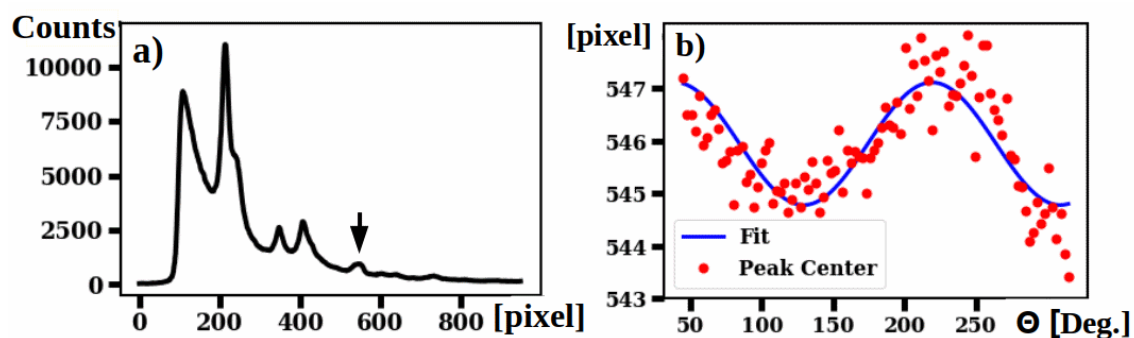 Counts
a)
10000
7500
5000
2500
0
0 200 400 600 800 [pixel]
[pixel]
b)
547
546
545
544
543
Fit
Peak Center
50 100 150 200 250 Θ [Deg.]